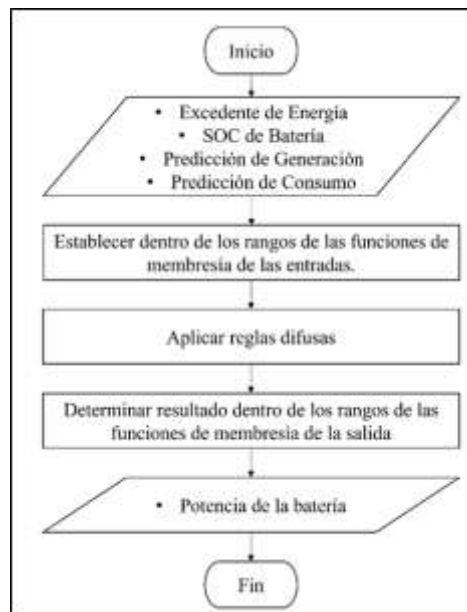 Inicio
• Excedente de Energía
• SOC de Batería
• Predicción de Generación
• Predicción de Consumo
Establecer dentro de los rangos de las funciones de
membresía de las entradas.
Aplicar reglas difusas
Determinar resultado dentro de los rangos de las
funciones de membresia de la salida
• Potencia de la batería
Fin